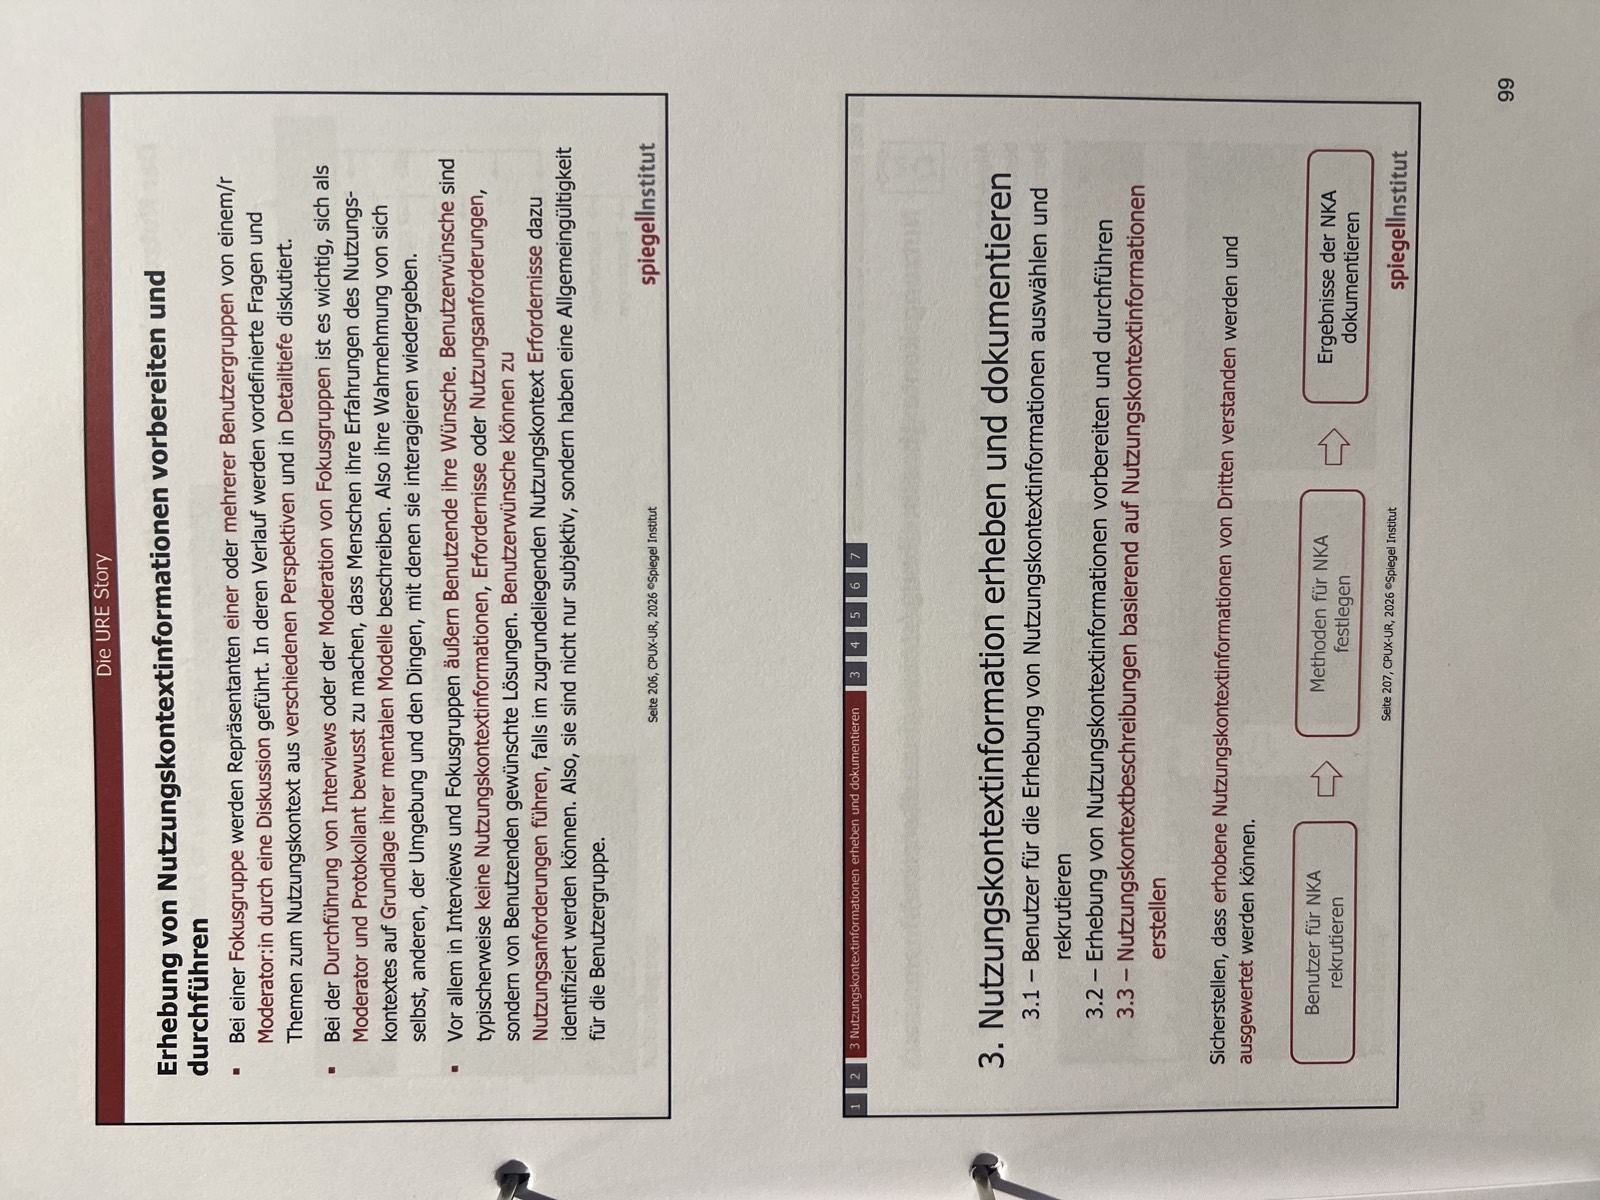 Die URE Story
Erhebung von Nutzungskontextinformationen vorbereiten und
durchführen
▪ Bei einer Fokusgruppe werden Repräsentanten einer oder mehrerer Benutzergruppen von einem/r
Moderator:in durch eine Diskussion geführt. In deren Verlauf werden vordefinierte Fragen und
Themen zum Nutzungskontext aus verschiedenen Perspektiven und in Detailtiefe diskutiert.
▪ Bei der Durchführung von Interviews oder der Moderation von Fokusgruppen ist es wichtig, sich als
Moderator und Protokollant bewusst zu machen, dass Menschen ihre Erfahrungen des Nutzungs-
kontextes auf Grundlage ihrer mentalen Modelle beschreiben. Also ihre Wahrnehmung von sich
selbst, anderen, der Umgebung und den Dingen, mit denen sie interagieren wiedergeben.
▪ Vor allem in Interviews und Fokusgruppen äußern Benutzende ihre Wünsche. Benutzerwünsche sind
typischerweise keine Nutzungskontextinformationen, Erfordernisse oder Nutzungsanforderungen,
sondern von Benutzenden gewünschte Lösungen. Benutzerwünsche können zu
Nutzungsanforderungen führen, falls im zugrundeliegenden Nutzungskontext Erfordernisse dazu
identifiziert werden können. Also, sie sind nicht nur subjektiv, sondern haben eine Allgemeingültigkeit
für die Benutzergruppe.
Seite 206, CPUX-UR, 2026 ©Spiegel Institut
spiegelInstitut
1 2 3 Nutzungskontextinformationen erheben und dokumentieren 3 4 5 6 7
3. Nutzungskontextinformation erheben und dokumentieren
3.1 – Benutzer für die Erhebung von Nutzungskontextinformationen auswählen und
rekrutieren
3.2 – Erhebung von Nutzungskontextinformationen vorbereiten und durchführen
3.3 – Nutzungskontextbeschreibungen basierend auf Nutzungskontextinformationen
erstellen
Sicherstellen, dass erhobene Nutzungskontextinformationen von Dritten verstanden werden und
ausgewertet werden können.
Benutzer für NKA
rekrutieren
Methoden für NKA
festlegen
Ergebnisse der NKA
dokumentieren
Seite 207, CPUX-UR, 2026 ©Spiegel Institut
spiegelInstitut
99